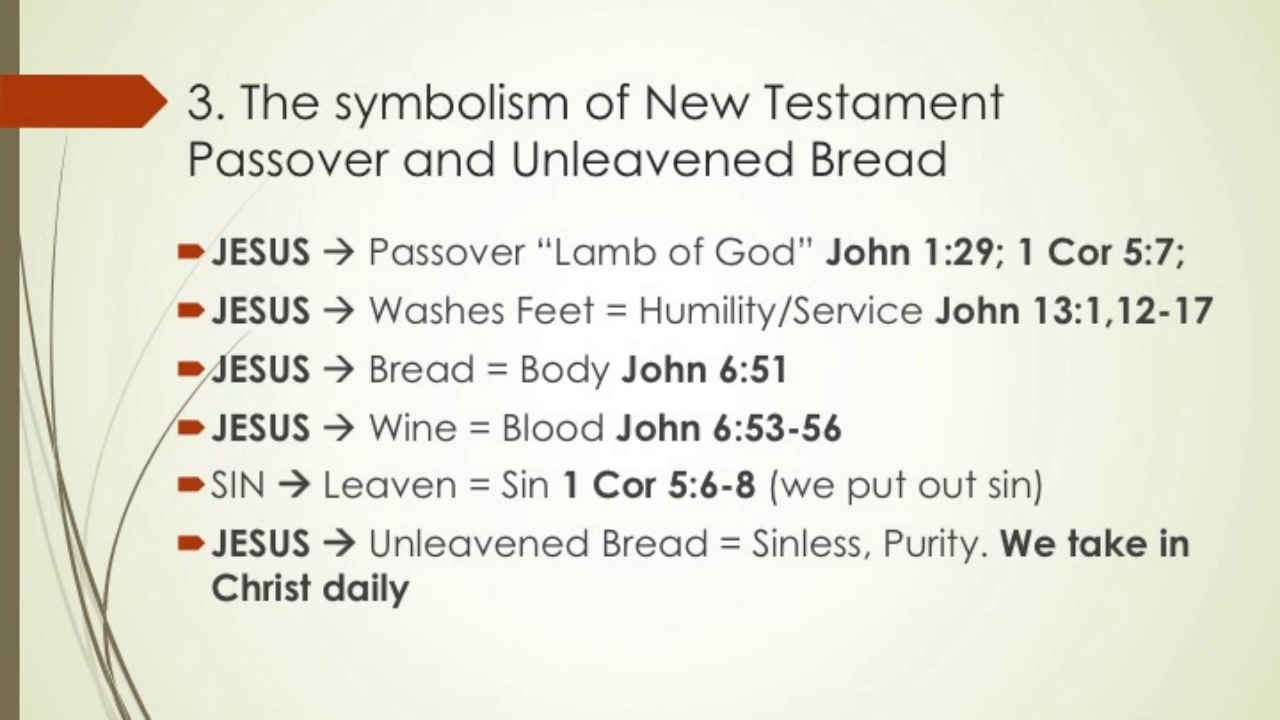 3. The symbolism of New Testament
Passover and Unleavened Bread
JESUS → Passover “Lamb of God” John 1:29; 1 Cor 5:7;
JESUS → Washes Feet = Humility/Service John 13:1,12-17
JESUS → Bread = Body John 6:51
JESUS → Wine = Blood John 6:53-56
SIN → Leaven = Sin 1 Cor 5:6-8 (we put out sin)
JESUS → Unleavened Bread = Sinless, Purity. We take in
Christ daily